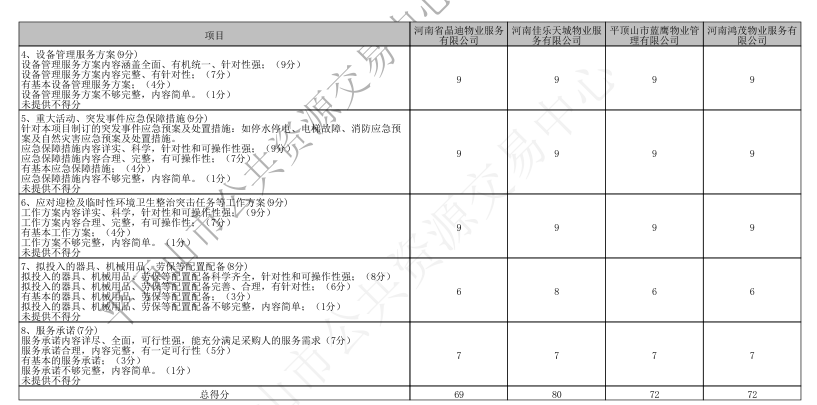 项目 河南省晶迪物业服务有限公司 河南佳乐天城物业服务有限公司 平顶山市蓝鹰物业管理有限公司 河南鸿茂物业服务有限公司
4、设备管理服务方案(9分)
设备管理服务方案内容涵盖全面、有机统一、针对性强;（9分）
设备管理服务方案内容完整、有针对性;（7分）
有基本设备管理服务方案;（4分）
设备管理服务方案不够完整，内容简单。（1分）
未提供不得分
9 9 9 9
5、重大活动、突发事件应急保障措施(9分)
针对本项目制订的突发事件应急预案及处置措施：如停水停电、电梯故障、消防应急预
案及自然灾害应急预案及处置措施。
应急保障措施内容详实、科学，针对性和可操作性强;（9分）
应急保障措施内容合理、完整，有可操作性;（7分）
有基本应急保障措施;（4分）
应急保障措施内容不够完整，内容简单。（1分）
未提供不得分
9 9 9 9
6、应对迎检及临时性环境卫生整治突击任务等工作方案(9分)
工作方案内容详实、科学，针对性和可操作性强;（9分）
工作方案内容合理、完整，有可操作性;（7分）
有基本工作方案;（4分）
工作方案不够完整，内容简单。（1分）
未提供不得分
9 9 9 9
7、拟投入的器具、机械用品、劳保等配置配备(8分)
拟投入的器具、机械用品、劳保等配置配备科学齐全，针对性和可操作性强;（8分）
拟投入的器具、机械用品、劳保等配置配备完善、合理，有针对性;（6分）
有基本的器具、机械用品、劳保等配置配备;（3分）
拟投入的器具、机械用品、劳保等配置配备不够完整，内容简单;（1分）
未提供不得分
6 8 6 6
8、服务承诺(7分)
服务承诺内容详尽、全面，可行性强，能充分满足采购人的服务需求（7分）
服务承诺合理，内容完整，有一定可行性（5分）
有基本的服务承诺;（3分）
服务承诺不够完整，内容简单。（1分）
未提供不得分
7 7 7 7
总得分 69 80 72 72
平顶山市公共资源交易中心
山市公共资源交易中心